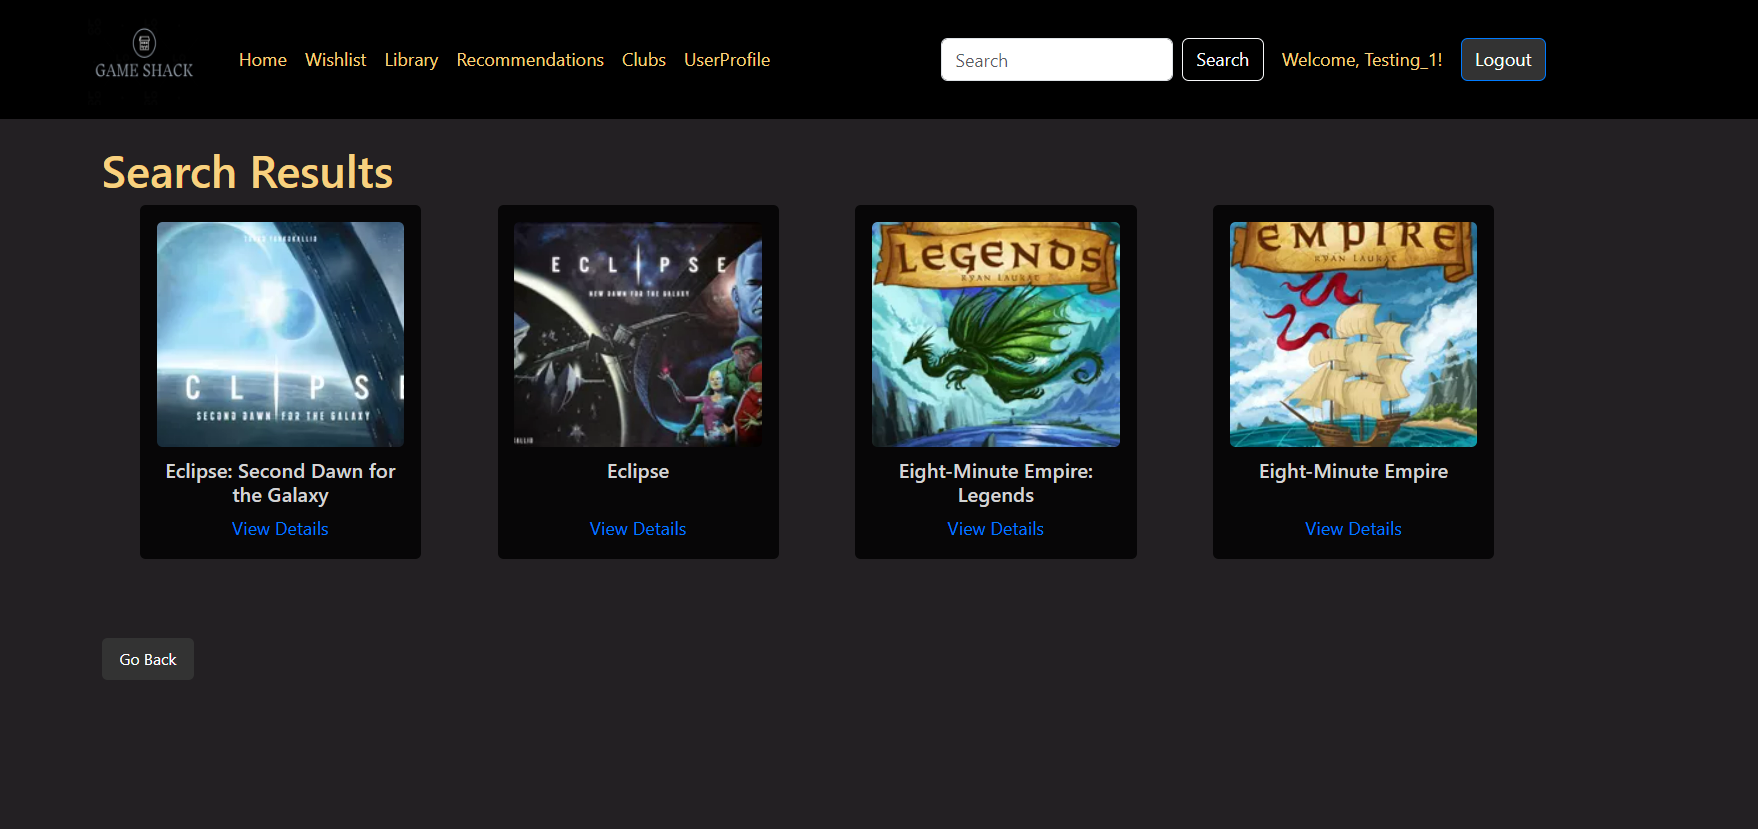 GAME SHACK
Home Wishlist Library Recommendations Clubs UserProfile Search Search Welcome, Testing_1! Logout
Search Results
CLIPSE
SECOND DAWN FOR THE GALAXY
Eclipse: Second Dawn for
the Galaxy
View Details
ECLIPSE
NEW DAWN FOR THE GALAXY
Eclipse
View Details
LEGENDS
RYAN LAUKAT
Eight-Minute Empire:
Legends
View Details
EMPIRE
RYAN LAUKAT
Eight-Minute Empire
View Details
Go Back